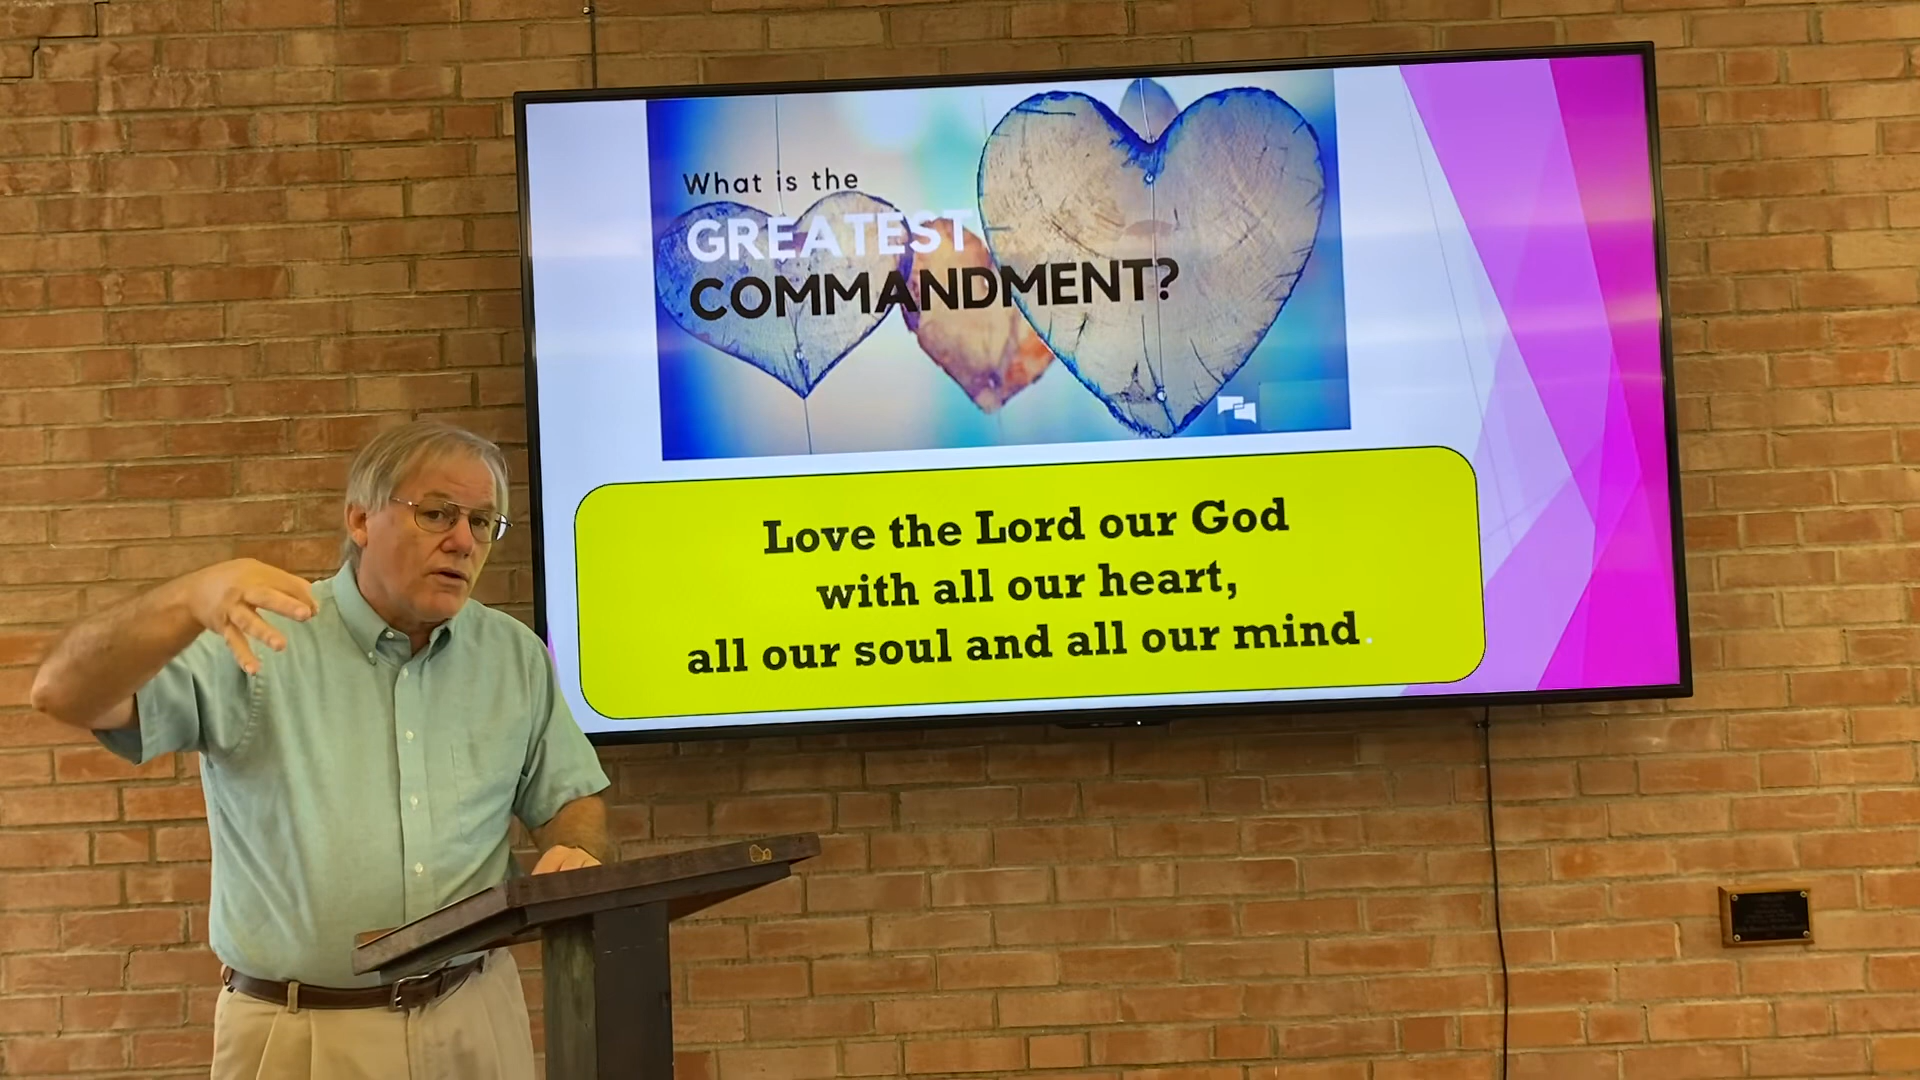 What is the
GREATEST
COMMANDMENT?
Love the Lord our God
with all our heart,
all our soul and all our mind.